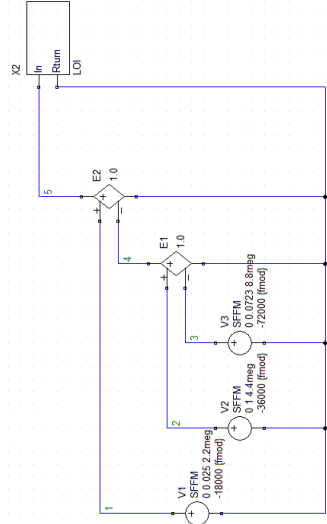 X2
In
Rturn
LOI
5
E2
1.0
+
–
4
E1
1.0
+
–
3
V3
SFFM
0 0.0723 8.8meg
-72000 {fmod}
2
V2
SFFM
0 1 4.4meg
-36000 {fmod}
1
V1
SFFM
0 0.025 2.2meg
-18000 {fmod}